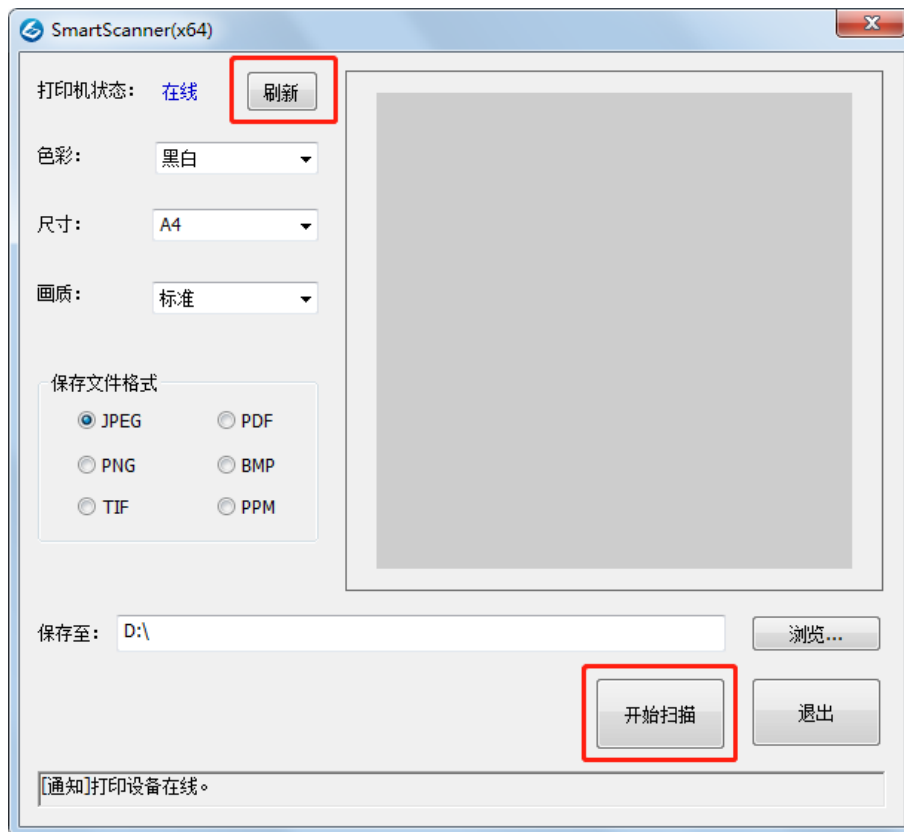 SmartScanner(x64)
打印机状态： 在线 刷新
色彩： 黑白
尺寸： A4
画质： 标准
保存文件格式
JPEG PDF
PNG BMP
TIF PPM
保存至： D:\ 浏览...
开始扫描 退出
[通知]打印设备在线。